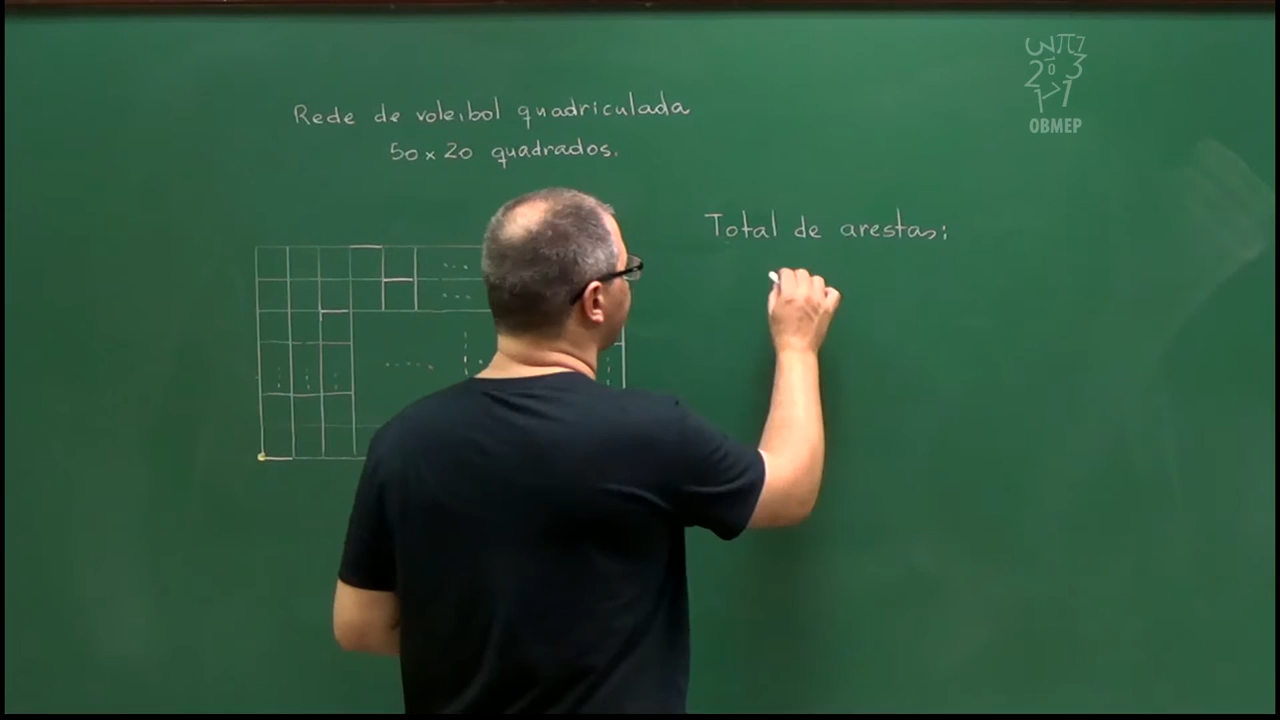 Rede de voleibol quadriculada
50 x 20 quadrados.
Total de arestas:
OBMEP